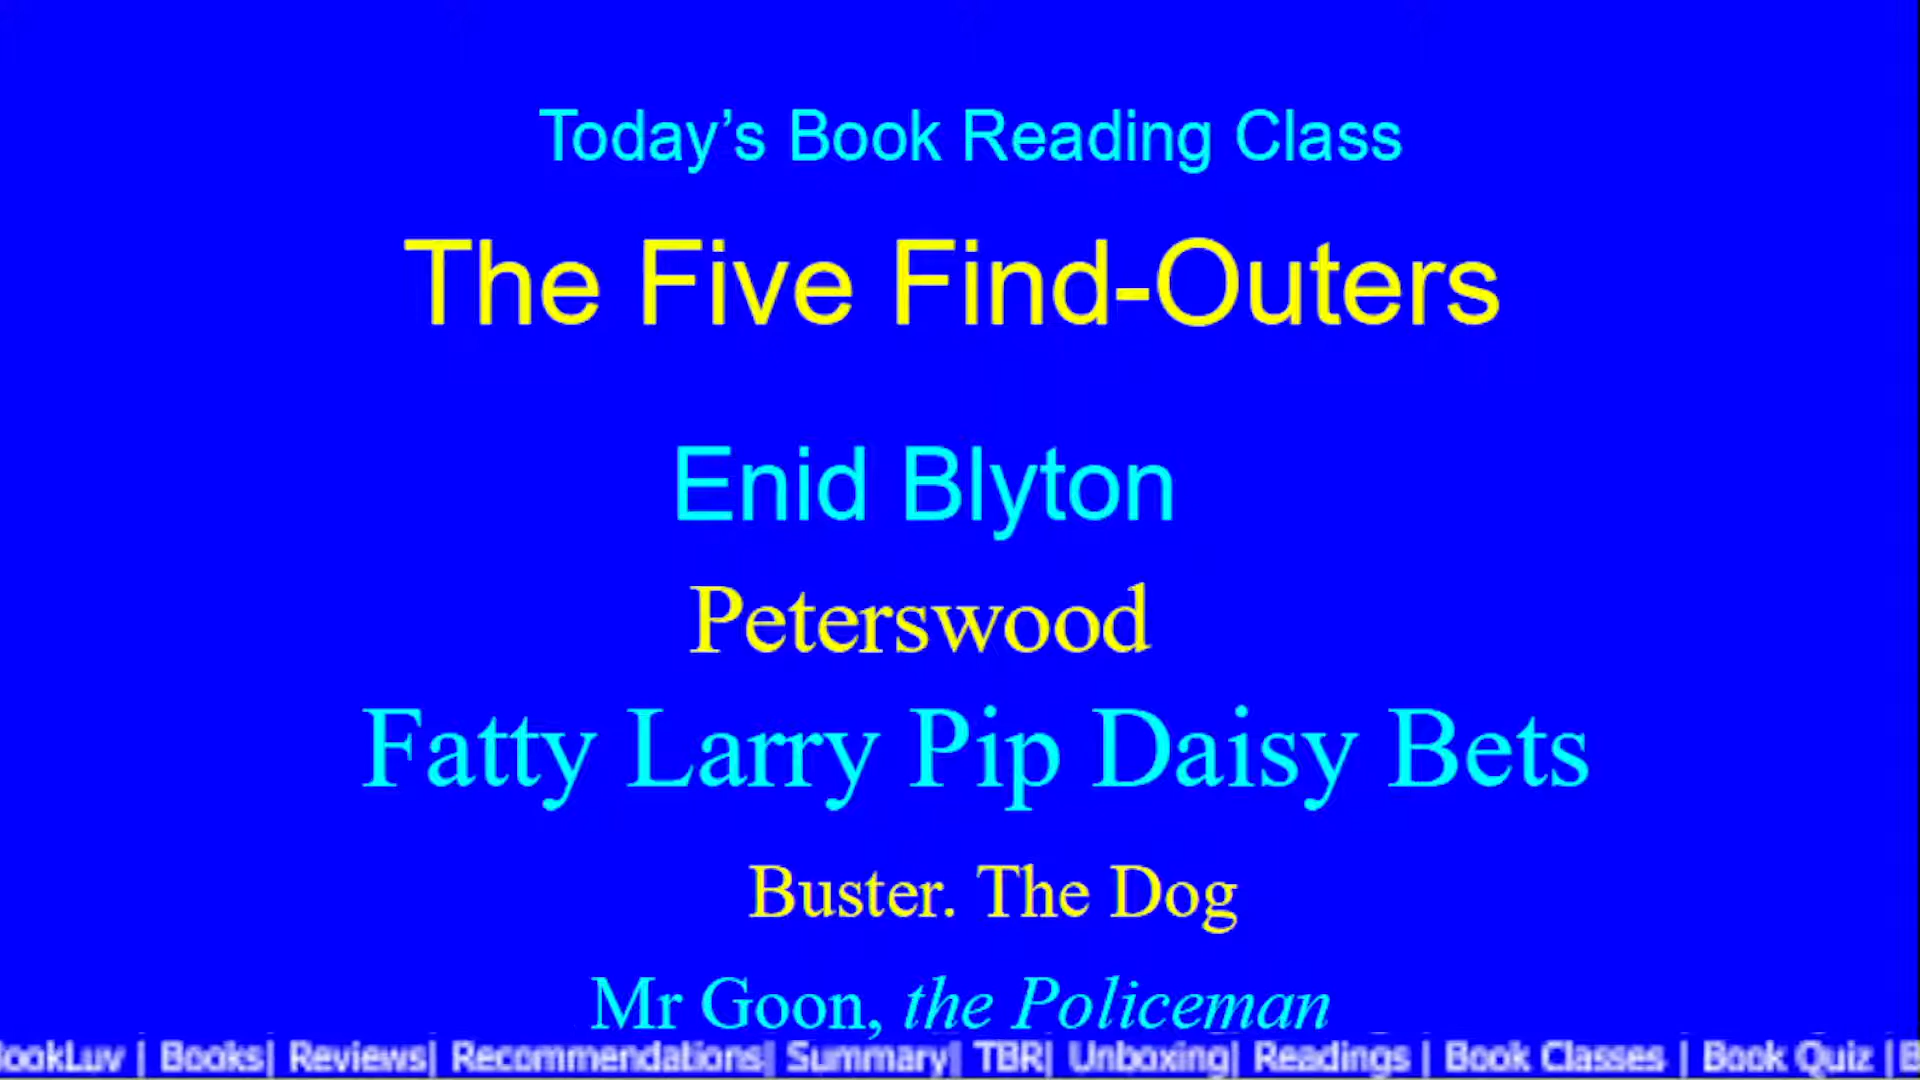 Today’s Book Reading Class
The Five Find-Outers
Enid Blyton
Peterswood
Fatty Larry Pip Daisy Bets
Buster. The Dog
Mr Goon, the Policeman
ookLuv | Books| Reviews| Recommendations| Summary| TBR| Unboxing| Readings | Book Classes | Book Quiz |B